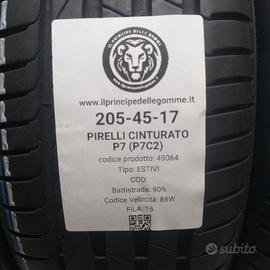 IL PRINCIPE DELLE GOMME
www.ilprincipedellegomme.it
205-45-17
PIRELLI CINTURATO
P7 (P7C2)
codice prodotto: 49064
Tipo: ESTIVI
COD:
Battistrada: 90%
Codice Velocità: 88W
FILA: 15
subito